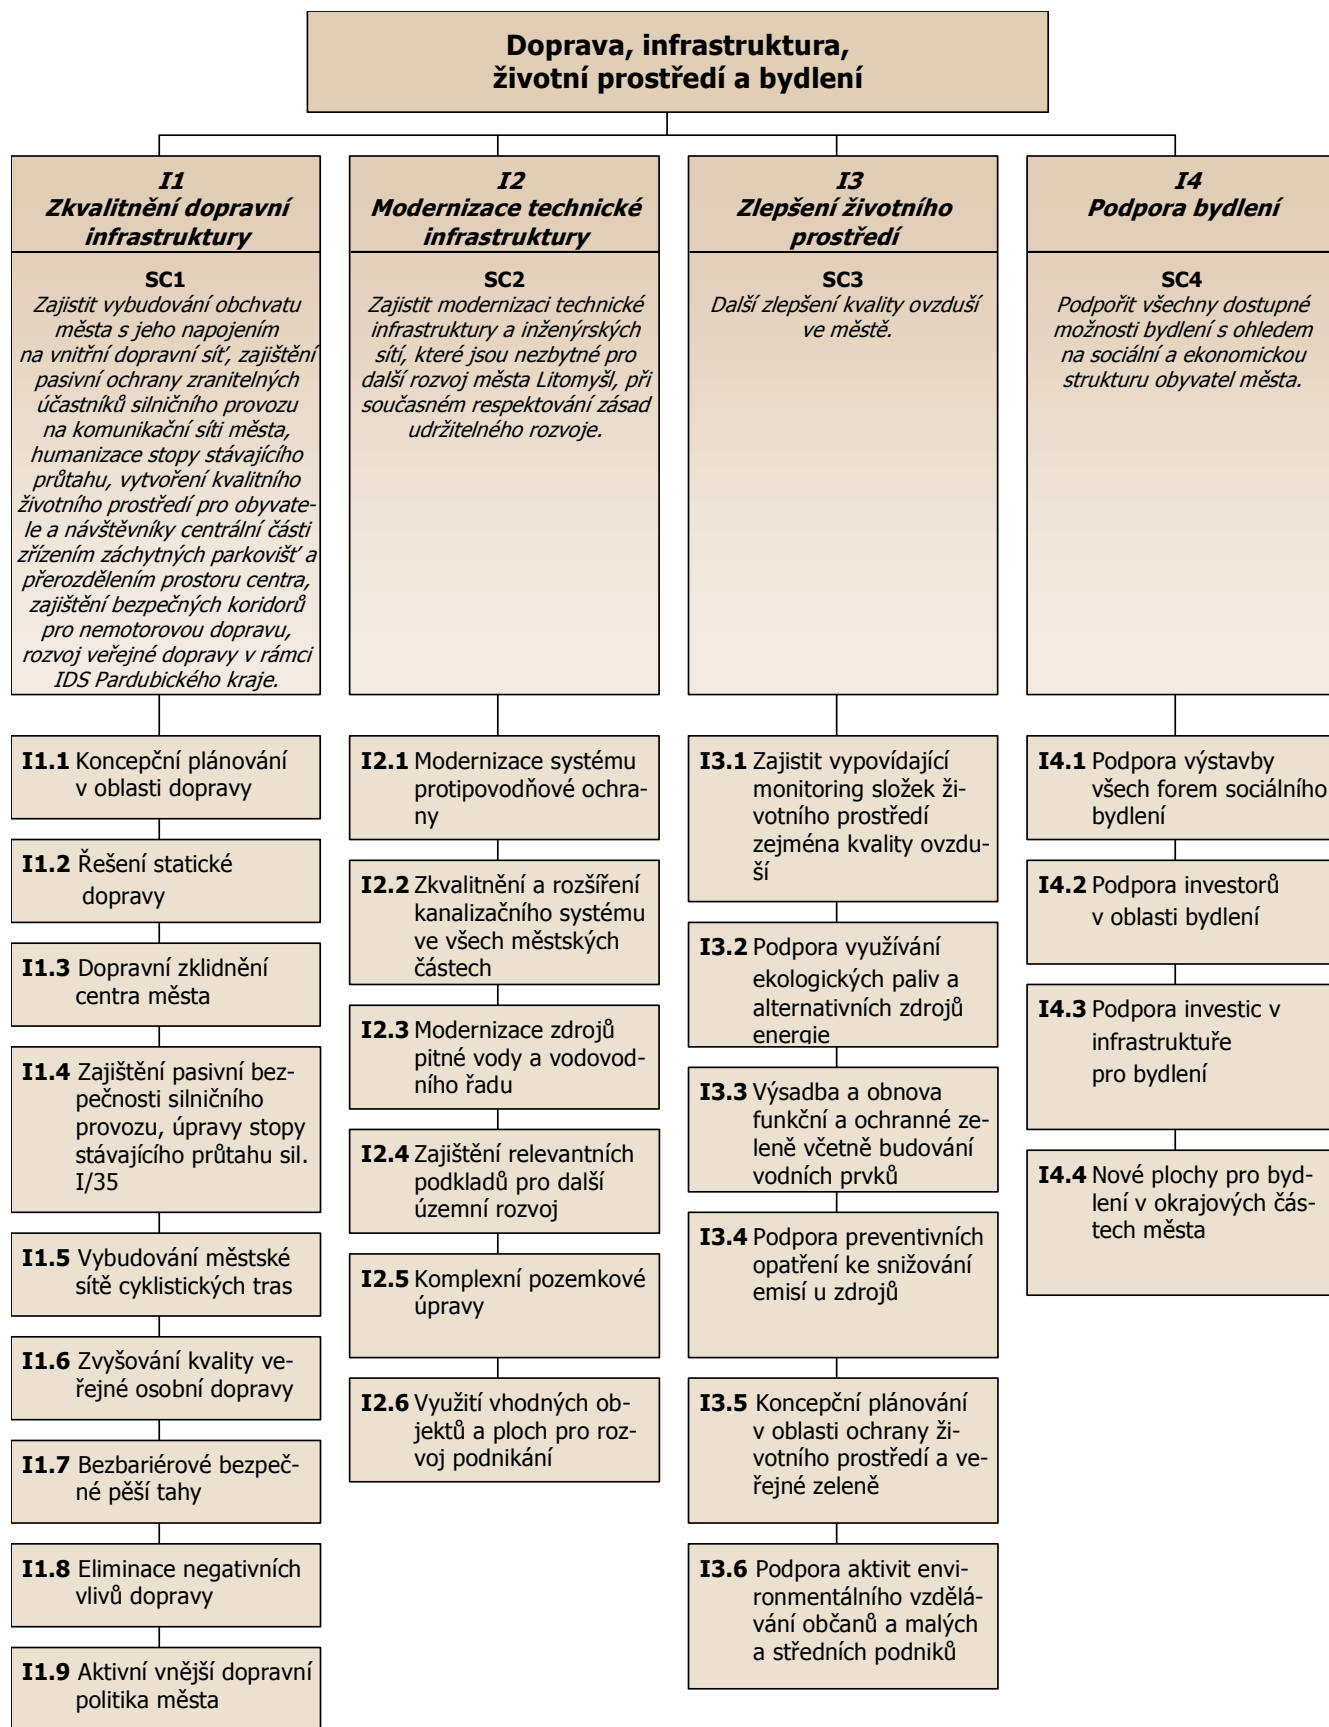 Doprava, infrastruktura,
životní prostředí a bydlení
I1
Zkvalitnění dopravní
infrastruktury
SC1
Zajistit vybudování obchvatu
města s jeho napojením
na vnitřní dopravní síť, zajištění
pasivní ochrany zranitelných
účastníků silničního provozu
na komunikační síti města,
humanizace stopy stávajícího
průtahu, vytvoření kvalitního
životního prostředí pro obyvate-
le a návštěvníky centrální části
zřízením záchytných parkovišť a
přerozdělením prostoru centra,
zajištění bezpečných koridorů
pro nemotorovou dopravu,
rozvoj veřejné dopravy v rámci
IDS Pardubického kraje.
I1.1 Koncepční plánování
v oblasti dopravy
I1.2 Řešení statické
dopravy
I1.3 Dopravní zklidnění
centra města
I1.4 Zajištění pasivní bez-
pečnosti silničního
provozu, úpravy stopy
stávajícího průtahu sil.
I/35
I1.5 Vybudování městské
sítě cyklistických tras
I1.6 Zvyšování kvality ve-
řejné osobní dopravy
I1.7 Bezbariérové bezpeč-
né pěší tahy
I1.8 Eliminace negativních
vlivů dopravy
I1.9 Aktivní vnější dopravní
politika města
I2
Modernizace technické
infrastruktury
SC2
Zajistit modernizaci technické
infrastruktury a inženýrských
sítí, které jsou nezbytné pro
další rozvoj města Litomyšl, při
současném respektování zásad
udržitelného rozvoje.
I2.1 Modernizace systému
protipovodňové ochra-
ny
I2.2 Zkvalitnění a rozšíření
kanalizačního systému
ve všech městských
částech
I2.3 Modernizace zdrojů
pitné vody a vodovod-
ního řadu
I2.4 Zajištění relevantních
podkladů pro další
územní rozvoj
I2.5 Komplexní pozemkové
úpravy
I2.6 Využití vhodných ob-
jektů a ploch pro roz-
voj podnikání
I3
Zlepšení životního
prostředí
SC3
Další zlepšení kvality ovzduší
ve městě.
I3.1 Zajistit vypovídající
monitoring složek ži-
votního prostředí
zejména kvality ovzdu-
ší
I3.2 Podpora využívání
ekologických paliv a
alternativních zdrojů
energie
I3.3 Výsadba a obnova
funkční a ochranné ze-
leně včetně budování
vodních prvků
I3.4 Podpora preventivních
opatření ke snižování
emisí u zdrojů
I3.5 Koncepční plánování
v oblasti ochrany ži-
votního prostředí a ve-
řejné zeleně
I3.6 Podpora aktivit envi-
ronmentálního vzdělá-
vání občanů a malých
a středních podniků
I4
Podpora bydlení
SC4
Podpořit všechny dostupné
možnosti bydlení s ohledem
na sociální a ekonomickou
strukturu obyvatel města.
I4.1 Podpora výstavby
všech forem sociálního
bydlení
I4.2 Podpora investorů
v oblasti bydlení
I4.3 Podpora investic v
infrastruktuře
pro bydlení
I4.4 Nové plochy pro byd-
lení v okrajových čás-
tech města